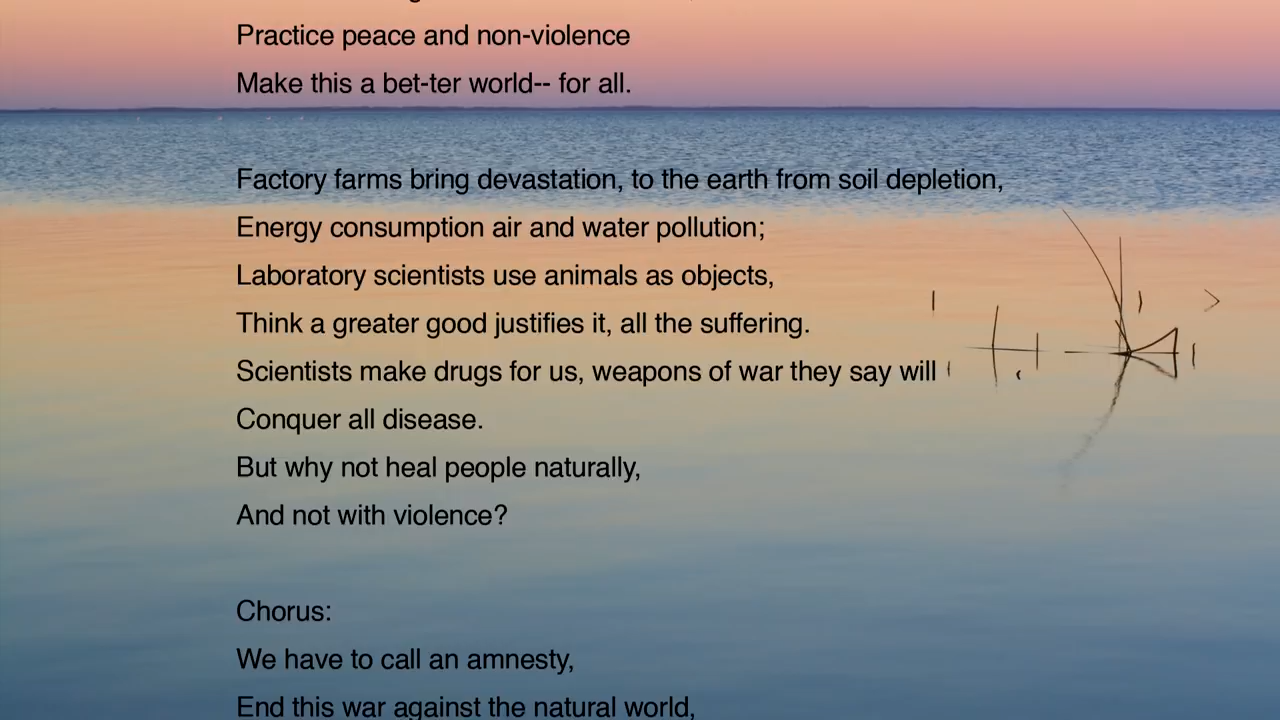 Practice peace and non-violence
Make this a bet-ter world-- for all.
Factory farms bring devastation, to the earth from soil depletion,
Energy consumption air and water pollution;
Laboratory scientists use animals as objects,
Think a greater good justifies it, all the suffering.
Scientists make drugs for us, weapons of war they say will
Conquer all disease.
But why not heal people naturally,
And not with violence?
Chorus:
We have to call an amnesty,
End this war against the natural world,